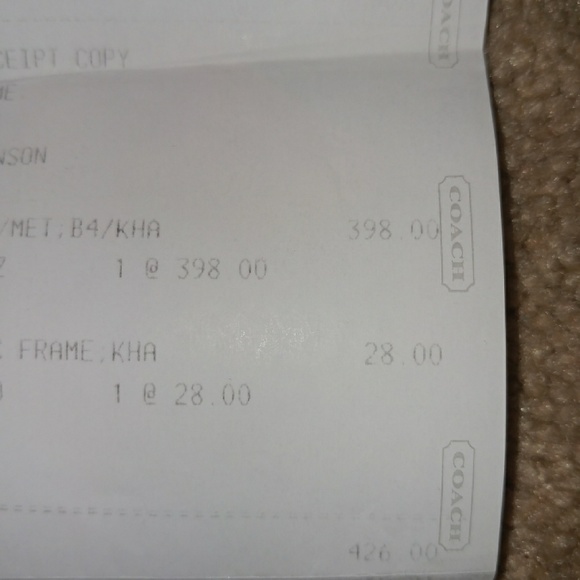 COACH
EIPT COPY
NSON
/MET;B4/KHA 398.00
COACH
1 @ 398.00
FRAME;KHA 28.00
1 @ 28.00
COACH
426.00